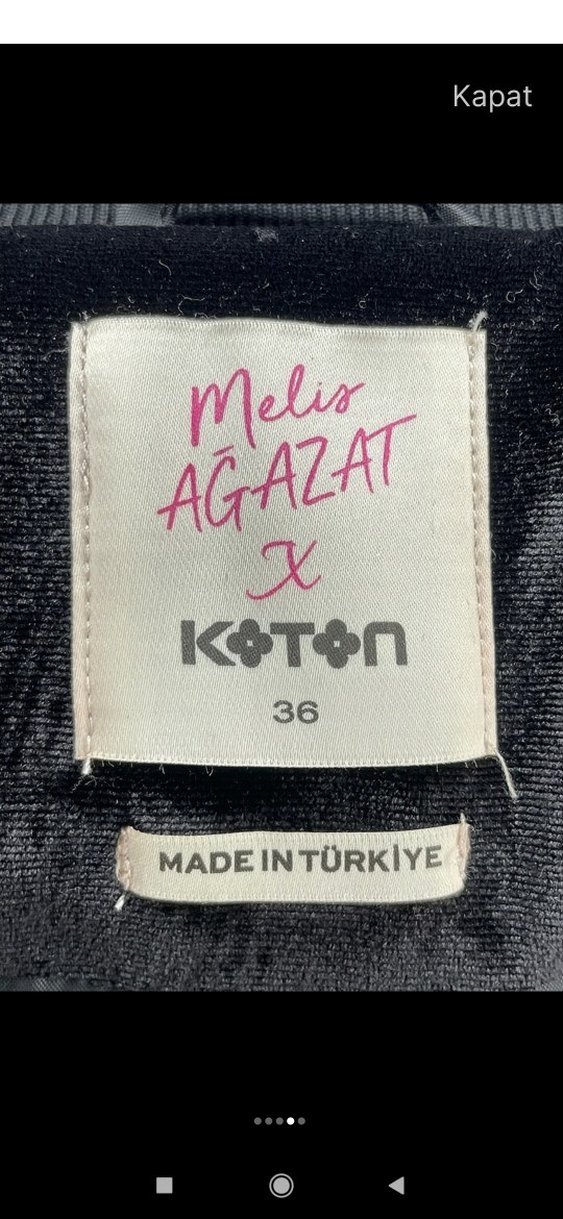 Kapat
Melis
AĞAZAT
X
KOTON
36
MADE IN TÜRKİYE